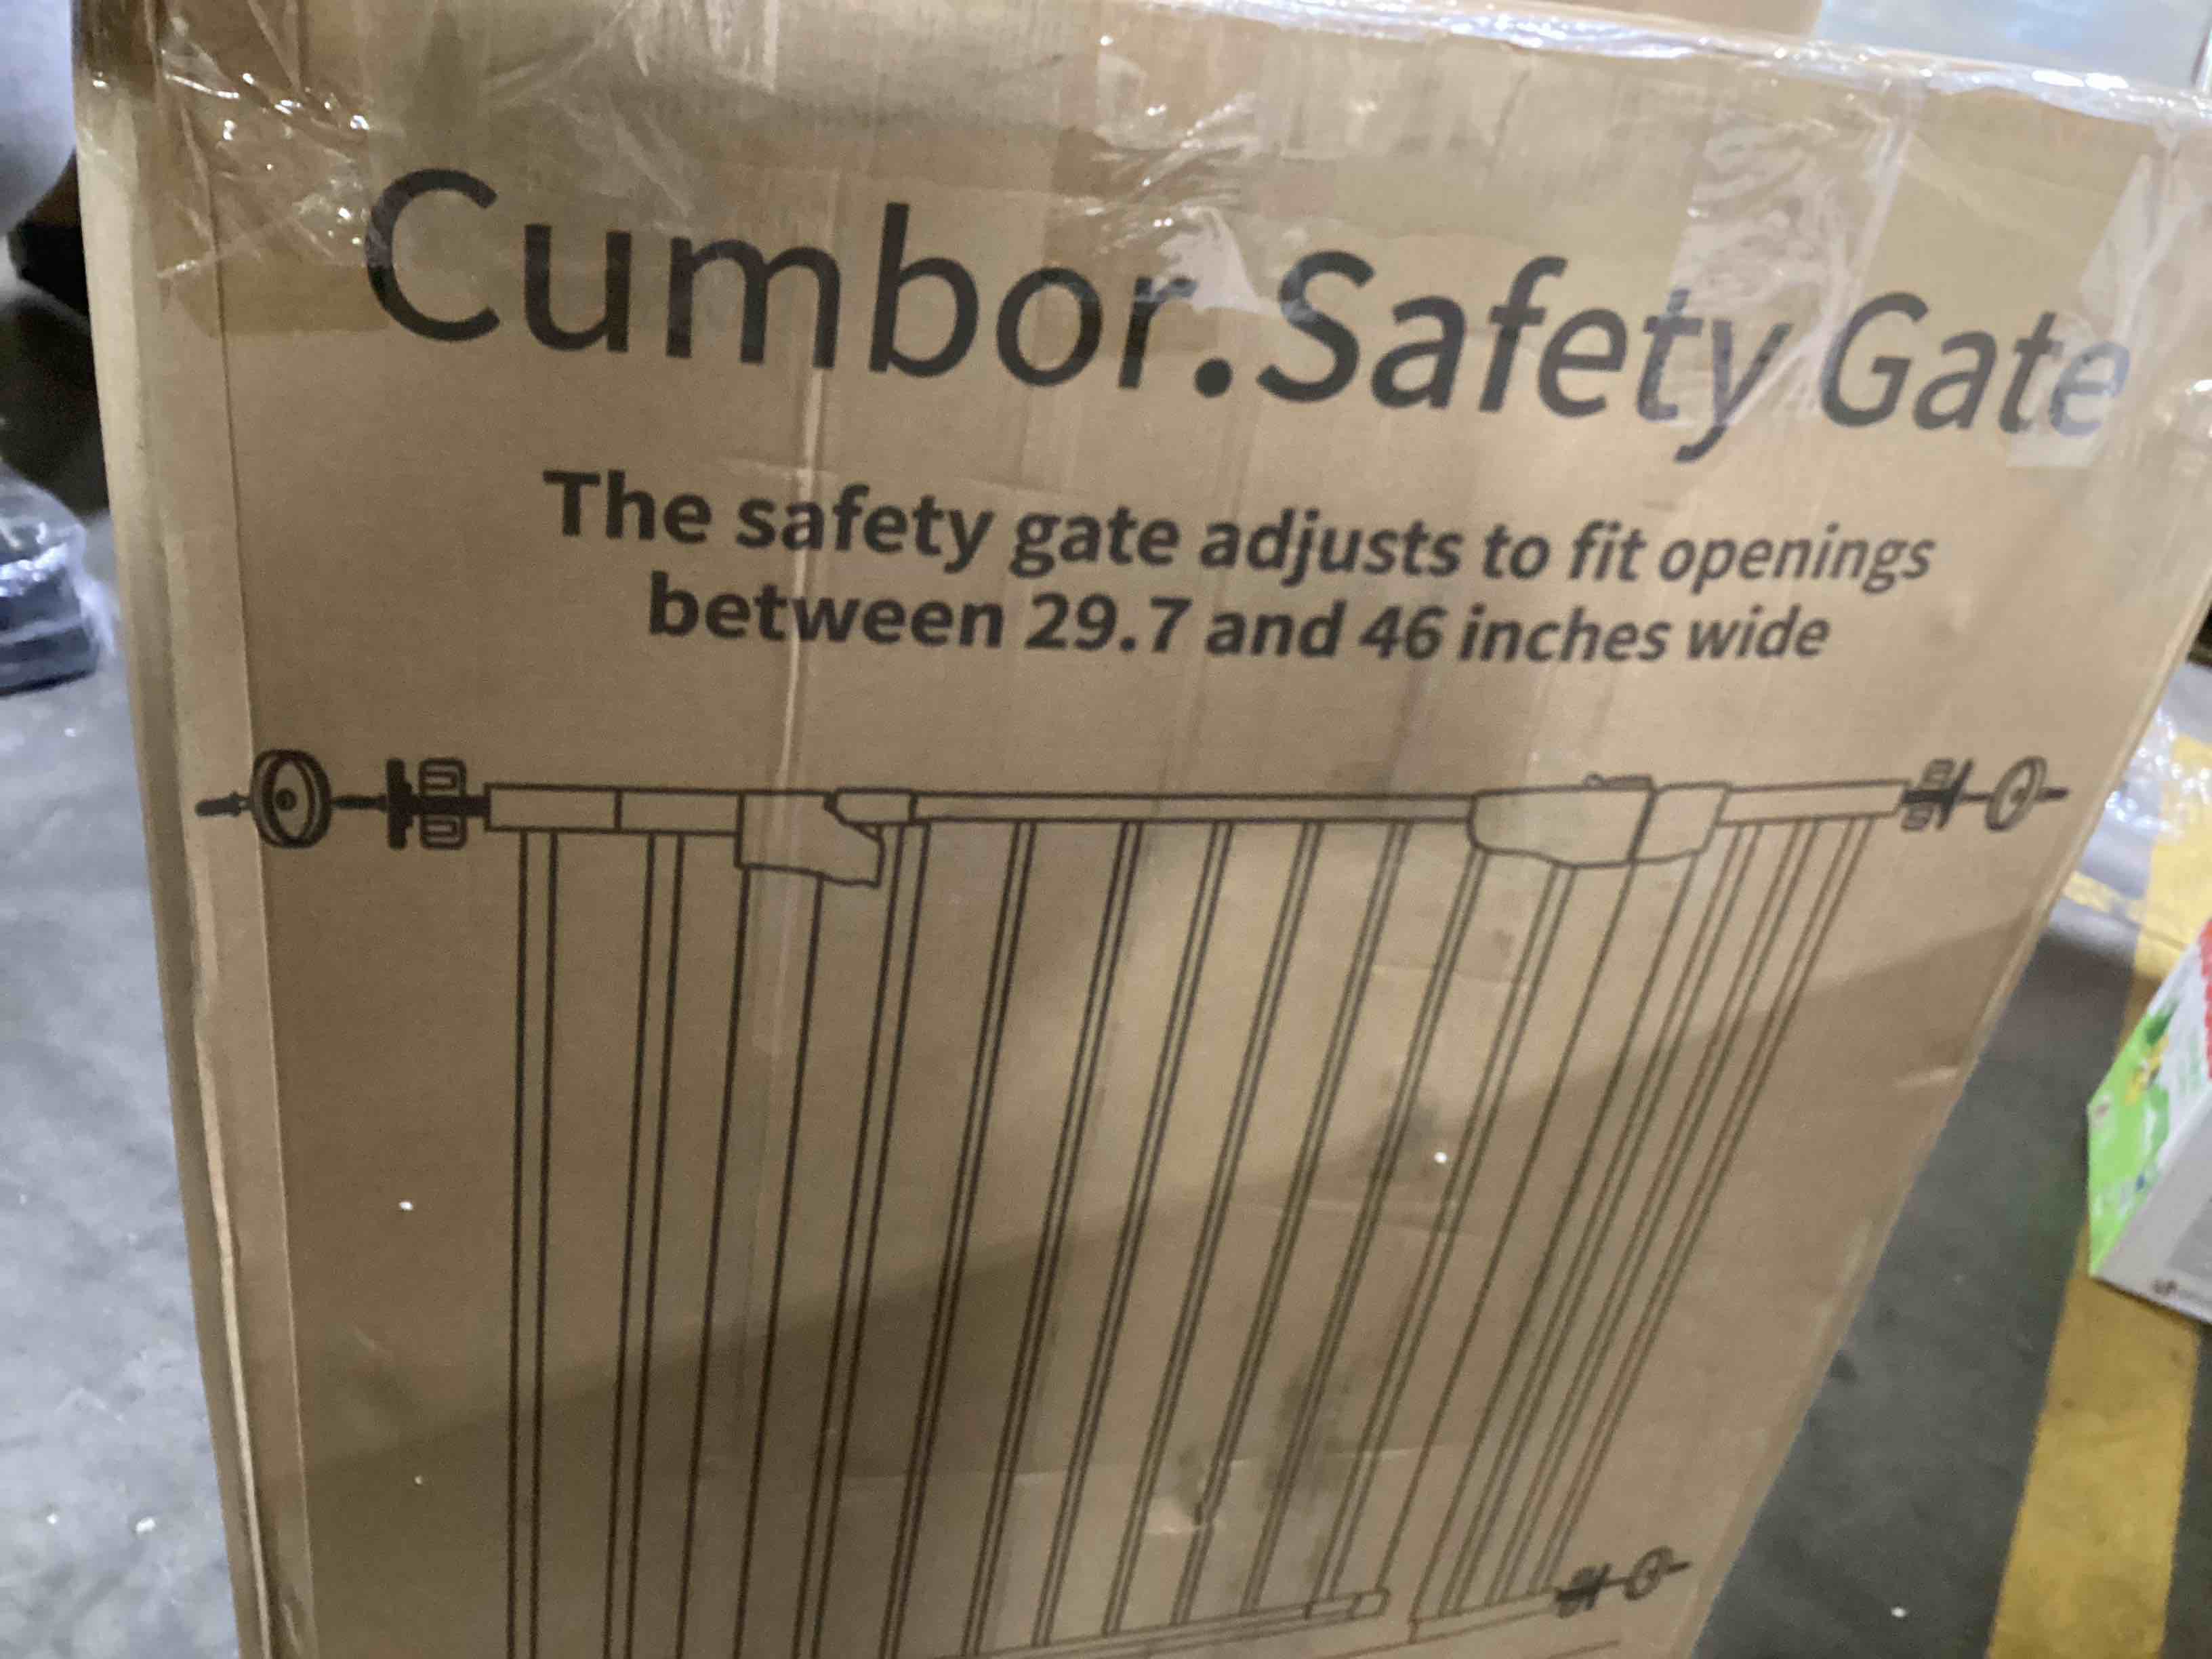 Cumbor.Safety Gate
The safety gate adjusts to fit openings
between 29.7 and 46 inches wide